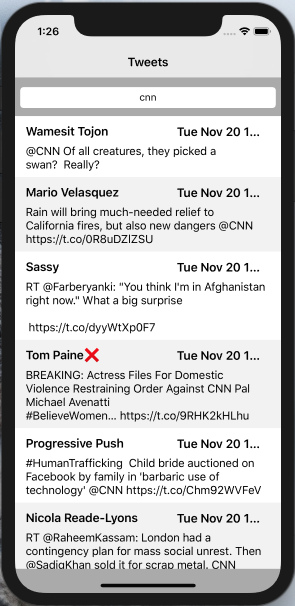 1:26
Tweets
cnn
Wamesit Tojon Tue Nov 20 1...
@CNN Of all creatures, they picked a
swan?  Really?
Mario Velasquez Tue Nov 20 1...
Rain will bring much-needed relief to
California fires, but also new dangers @CNN
https://t.co/0R8uDZIZSU
Sassy Tue Nov 20 1...
RT @Farberyanki: "You think I'm in Afghanistan
right now." What a big surprise
https://t.co/dyyWtXp0F7
Tom Paine❌ Tue Nov 20 1...
BREAKING: Actress Files For Domestic
Violence Restraining Order Against CNN Pal
Michael Avenatti
#BelieveWomen... https://t.co/9RHK2kHLhu
Progressive Push Tue Nov 20 1...
#HumanTrafficking  Child bride auctioned on
Facebook by family in 'barbaric use of
technology' @CNN https://t.co/Chm92WVFeV
Nicola Reade-Lyons Tue Nov 20 1...
RT @RaheemKassam: London had a
contingency plan for mass social unrest. Then
@SadiqKhan sold it for scrap metal. CNN